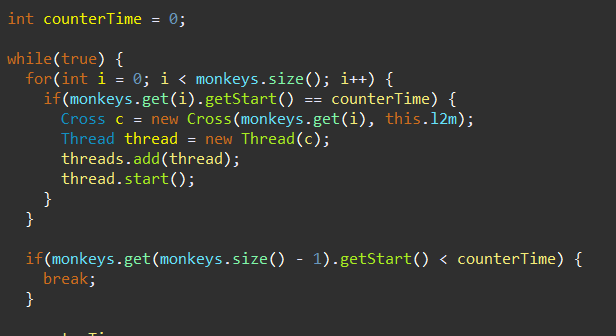 int counterTime = 0;
while(true) {
for(int i = 0; i < monkeys.size(); i++) {
if(monkeys.get(i).getStart() == counterTime) {
Cross c = new Cross(monkeys.get(i), this.l2m);
Thread thread = new Thread(c);
threads.add(thread);
thread.start();
}
}
if(monkeys.get(monkeys.size() - 1).getStart() < counterTime) {
break;
}